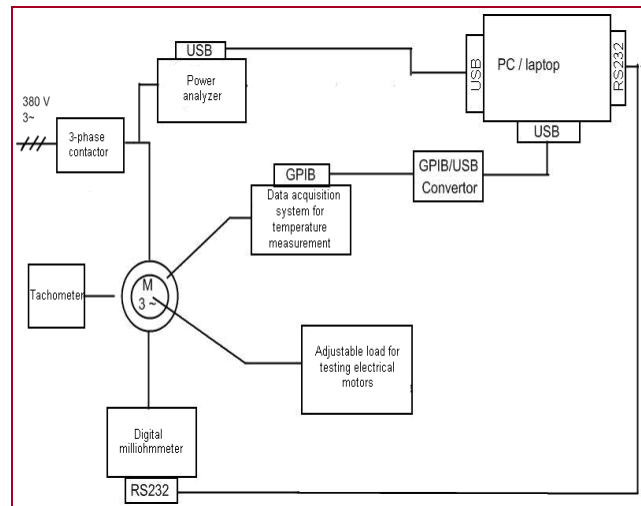 USB
Power
analyzer
USB
PC / laptop
RS232
USB
380 V
3~
3-phase
contactor
GPIB
Data acquisition
system for
temperature
measurement
GPIB/USB
Convertor
Tachometer
M
3 ~
Adjustable load for
testing electrical
motors
Digital
milliohmmeter
RS232